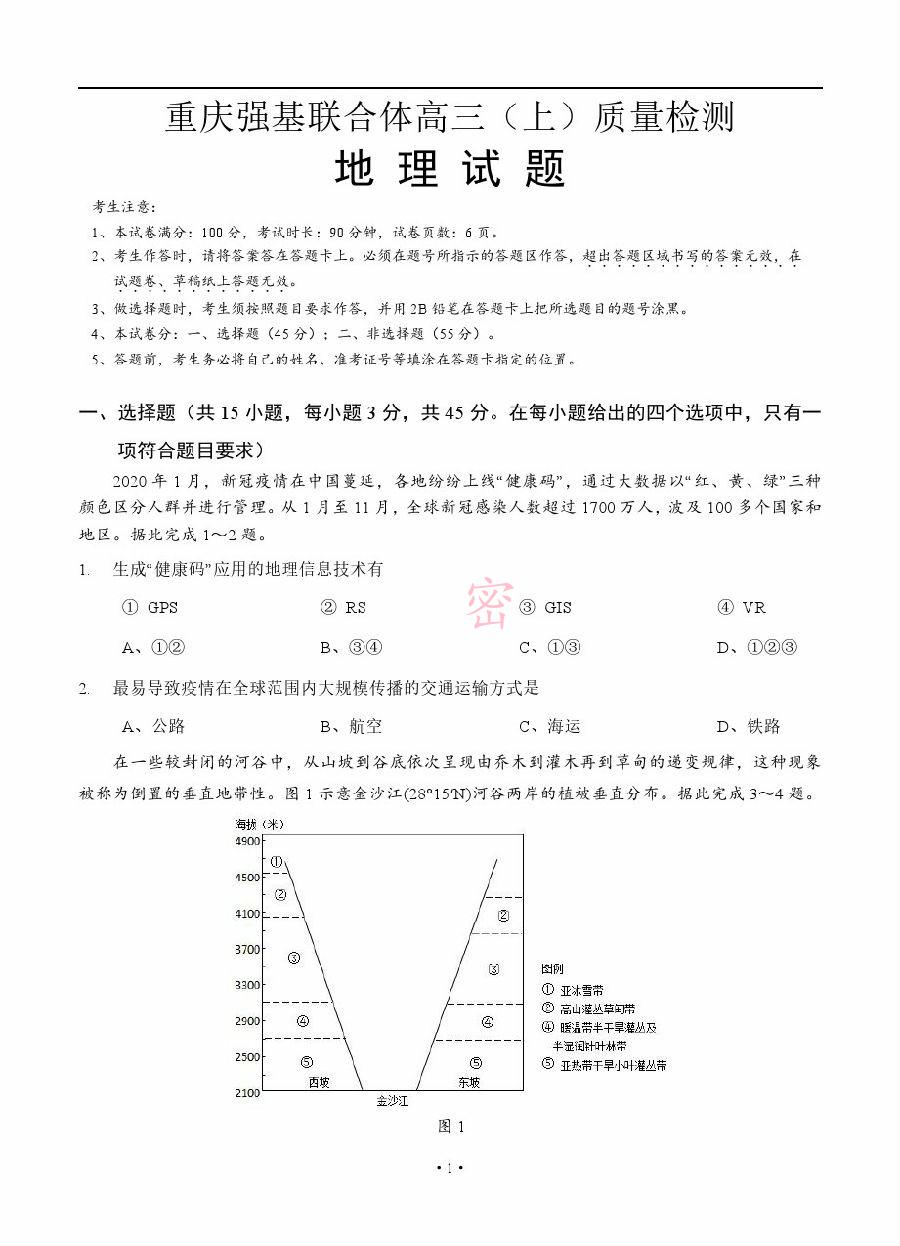 重庆强基联合体高三（上）质量检测
地 理 试 题
考生注意：
1、本试卷满分：100 分，考试时长：90 分钟，试卷页数：6 页。
2、考生作答时，请将答案答在答题卡上。必须在题号所指示的答题区作答，超出答题区域书写的答案无效，在
试题卷、草稿纸上答题无效。
3、做选择题时，考生须按照题目要求作答，并用 2B 铅笔在答题卡上把所选题目的题号涂黑。
4、本试卷分：一、选择题（45 分）；二、非选择题（55 分）。
5、答题前，考生务必将自己的姓名、准考证号等填涂在答题卡指定的位置。
一、选择题（共 15 小题，每小题 3 分，共 45 分。在每小题给出的四个选项中，只有一
项符合题目要求）
2020 年 1 月，新冠疫情在中国蔓延，各地纷纷上线“健康码”，通过大数据以“红、黄、绿”三种
颜色区分人群并进行管理。从 1 月至 11 月，全球新冠感染人数超过 1700 万人，波及 100 多个国家和
地区。据此完成 1～2 题。
1. 生成“健康码”应用的地理信息技术有
① GPS ② RS ③ GIS ④ VR
密
A、①② B、③④ C、①③ D、①②③
2. 最易导致疫情在全球范围内大规模传播的交通运输方式是
A、公路 B、航空 C、海运 D、铁路
在一些较封闭的河谷中，从山坡到谷底依次呈现由乔木到灌木再到草甸的递变规律，这种现象
被称为倒置的垂直地带性。图 1 示意金沙江(28°15′N)河谷两岸的植被垂直分布。据此完成 3～4 题。
海拔（米）
4900
①
4500
②
4100 ②
3700
③ ③
3300
2900 ④ ④
2500
⑤ ⑤
西坡 东坡
2100
金沙江
图例
① 亚冰雪带
② 高山灌丛草甸带
④ 暖温带半干旱灌丛及
半湿润针叶林带
⑤ 亚热带干旱小叶灌丛带
图 1
• 1 •